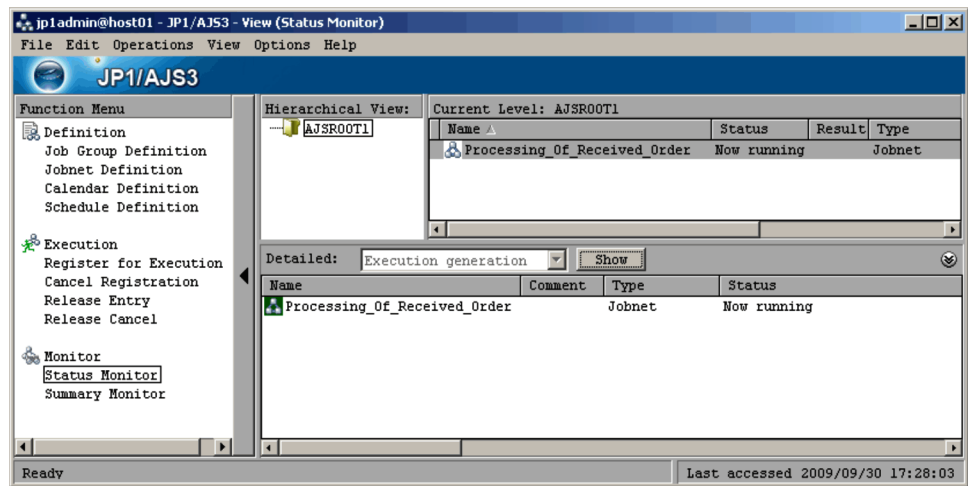 jp1admin@host01 - JP1/AJS3 - View (Status Monitor)
File Edit Operations View Options Help
JP1/AJS3
Function Menu
Definition
Job Group Definition
Jobnet Definition
Calendar Definition
Schedule Definition
Execution
Register for Execution
Cancel Registration
Release Entry
Release Cancel
Monitor
Status Monitor
Summary Monitor
Hierarchical View:
AJSROOT1
Current Level: AJSROOT1
Name Status Result Type
Processing_Of_Received_Order Now running Jobnet
Detailed: Execution generation Show
Name Comment Type Status
Processing_Of_Received_Order Jobnet Now running
Ready Last accessed 2009/09/30 17:28:03